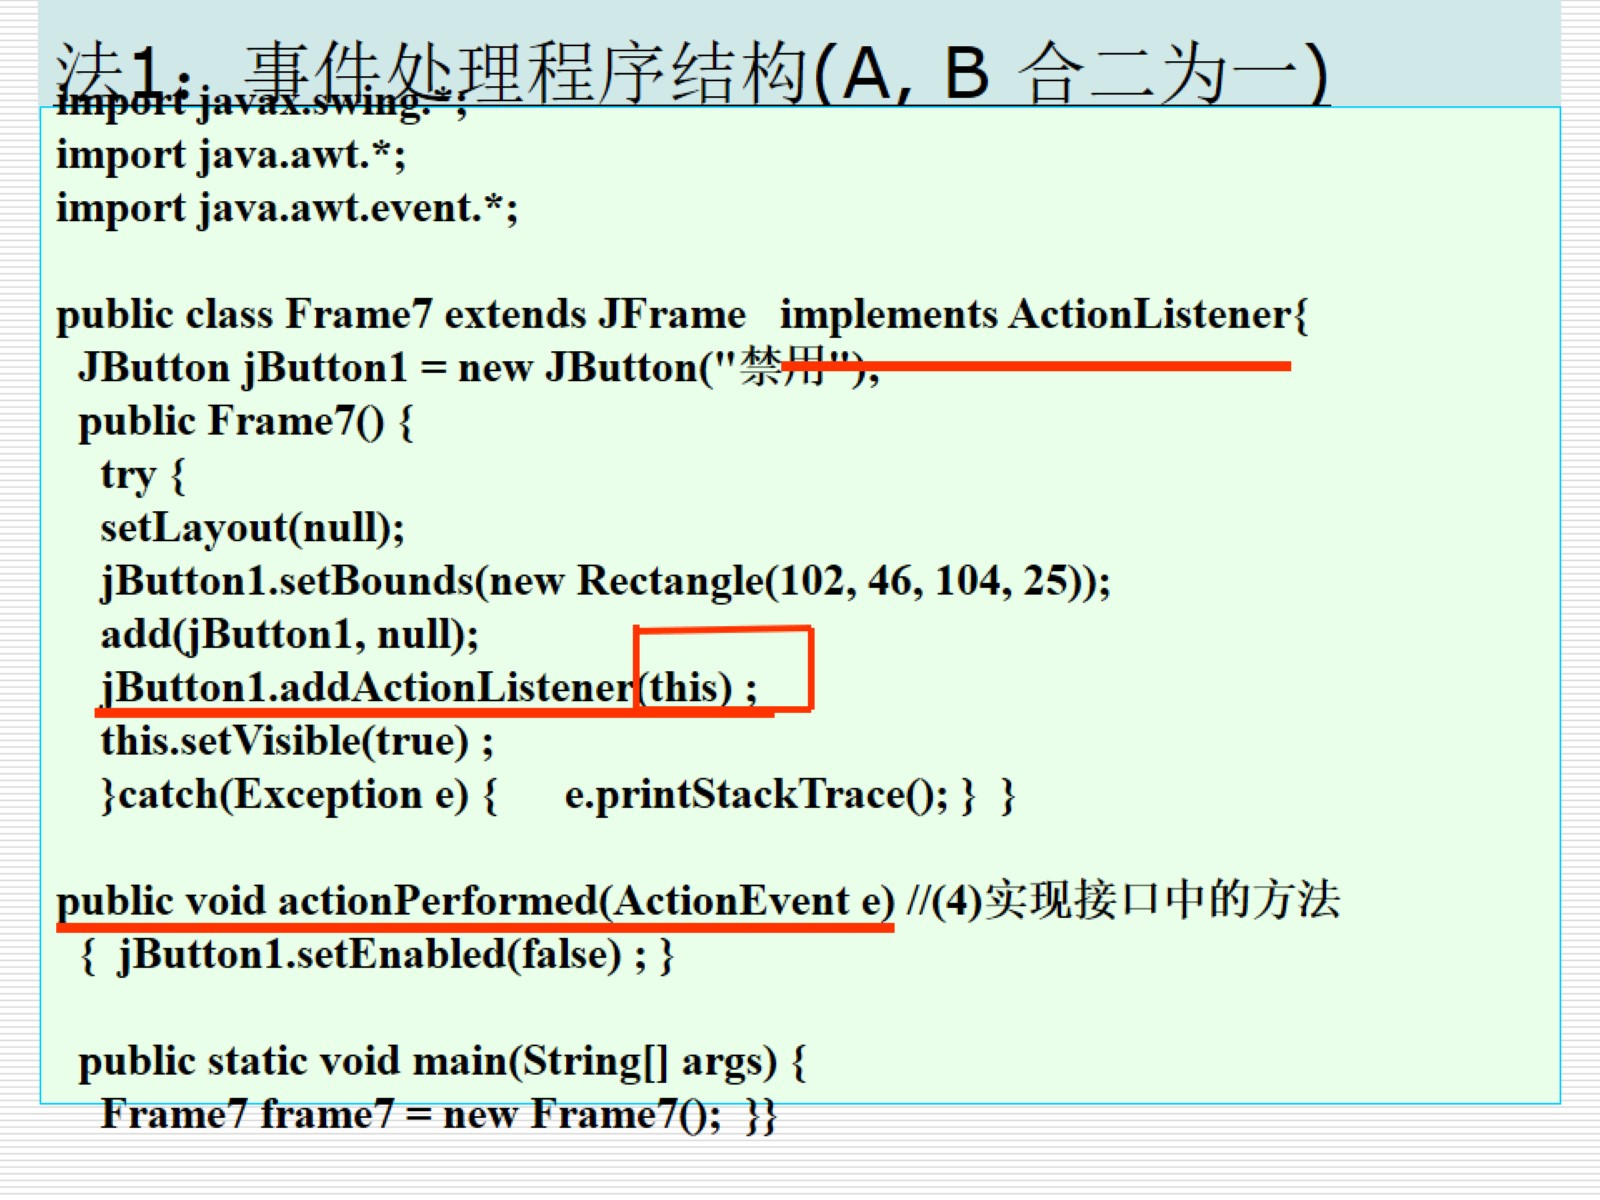 法1：事件处理程序结构(A, B 合二为一)
import javax.swing.*;
import java.awt.*;
import java.awt.event.*;
public class Frame7 extends JFrame implements ActionListener{
JButton jButton1 = new JButton("禁用");
public Frame7() {
try {
setLayout(null);
jButton1.setBounds(new Rectangle(102, 46, 104, 25));
add(jButton1, null);
jButton1.addActionListener(this) ;
this.setVisible(true) ;
}catch(Exception e) { e.printStackTrace(); } }
public void actionPerformed(ActionEvent e) //(4)实现接口中的方法
{ jButton1.setEnabled(false) ; }
public static void main(String[] args) {
Frame7 frame7 = new Frame7(); }}